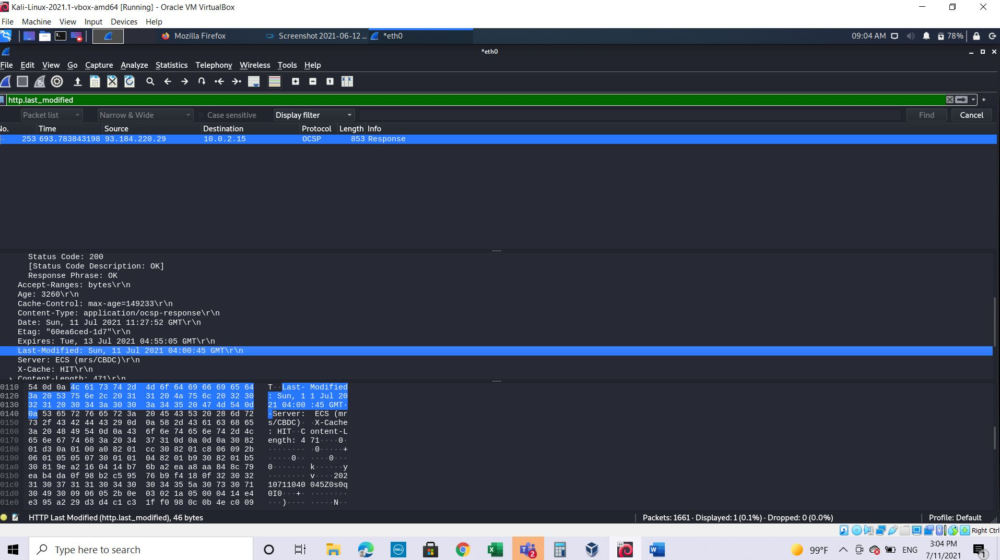 Kali-Linux-2021.1-vbox-amd64 [Running] - Oracle VM VirtualBox
File Machine View Input Devices Help
Mozilla Firefox Screenshot 2021-06-12 ... *eth0 09:04 AM 78%
*eth0
File Edit View Go Capture Analyze Statistics Telephony Wireless Tools Help
http.last_modified
Packet list Narrow & Wide Case sensitive Display filter Find Cancel
No. Time Source Destination Protocol Length Info
253 693.783843198 93.184.220.29 10.0.2.15 OCSP 853 Response
Status Code: 200
[Status Code Description: OK]
Response Phrase: OK
Accept-Ranges: bytes\r\n
Age: 3260\r\n
Cache-Control: max-age=149233\r\n
Content-Type: application/ocsp-response\r\n
Date: Sun, 11 Jul 2021 11:27:52 GMT\r\n
Etag: "60ea6ced-1d7"\r\n
Expires: Tue, 13 Jul 2021 04:55:05 GMT\r\n
Last-Modified: Sun, 11 Jul 2021 04:00:45 GMT\r\n
Server: ECS (mrs/CBDC)\r\n
X-Cache: HIT\r\n
Content-Length: 471\r\n
0110 54 0d 0a 4c 61 73 74 2d 4d 6f 64 69 66 69 65 64 T··Last- Modified
0120 3a 20 53 75 6e 2c 20 31 31 20 4a 75 6c 20 32 30 : Sun, 1 1 Jul 20
0130 32 31 20 30 34 3a 30 30 3a 34 35 20 47 4d 54 0d 21 04:00 :45 GMT·
0140 0a 53 65 72 76 65 72 3a 20 45 43 53 20 28 6d 72 ·Server: ECS (mr
0150 73 2f 43 42 44 43 29 0d 0a 58 2d 43 61 63 68 65 s/CBDC)· ·X-Cache
0160 3a 20 48 49 54 0d 0a 43 6f 6e 74 65 6e 74 2d 4c : HIT··C ontent-L
0170 65 6e 67 74 68 3a 20 34 37 31 0d 0a 0d 0a 30 82 ength: 4 71····0·
0180 01 d3 0a 01 00 a0 82 01 cc 30 82 01 c8 06 09 2b ········ ·0·····+
0190 06 01 05 05 07 30 01 01 04 82 01 b9 30 82 01 b5 ·····0·· ····0···
01a0 30 81 9e a2 16 04 14 b7 6b a2 ea a8 aa 84 8c 79 0······· k······y
01b0 ea b4 da 0f 98 b2 c5 95 76 b9 f4 18 0f 32 30 32 ········ v····202
01c0 31 30 37 31 31 30 34 30 30 34 35 5a 30 73 30 71 10711040 045Z0s0q
01d0 30 49 30 09 06 05 2b 0e 03 02 1a 05 00 04 14 e4 0I0···+· ········
01e0 e3 95 a2 29 d3 d4 c1 c3 1f f0 98 0c 0b 4e c0 09 ···)···· ·····N··
HTTP Last Modified (http.last_modified), 46 bytes Packets: 1661 · Displayed: 1 (0.1%) · Dropped: 0 (0.0%) Profile: Default
Right Ctrl
Type here to search 99°F ENG 3:04 PM
7/11/2021